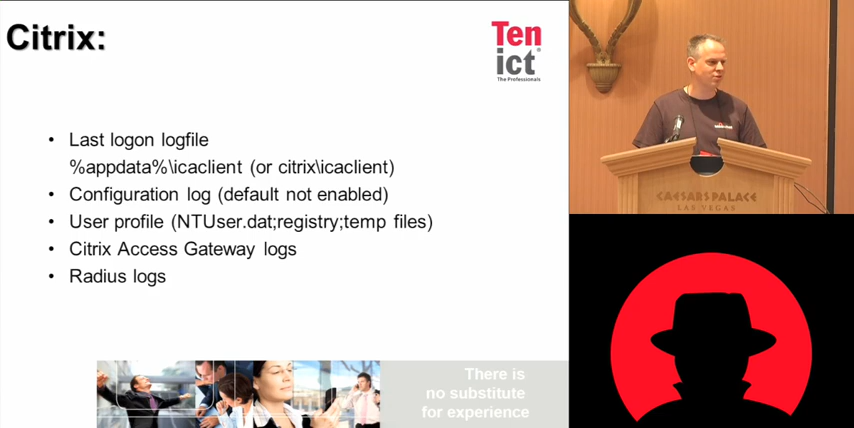 Citrix:
Ten
ict
The Professionals
• Last logon logfile
%appdata%\icaclient (or citrix\icaclient)
• Configuration log (default not enabled)
• User profile (NTUser.dat;registry;temp files)
• Citrix Access Gateway logs
• Radius logs
There is
no substitute
for experience
CAESARS PALACE
LAS VEGAS